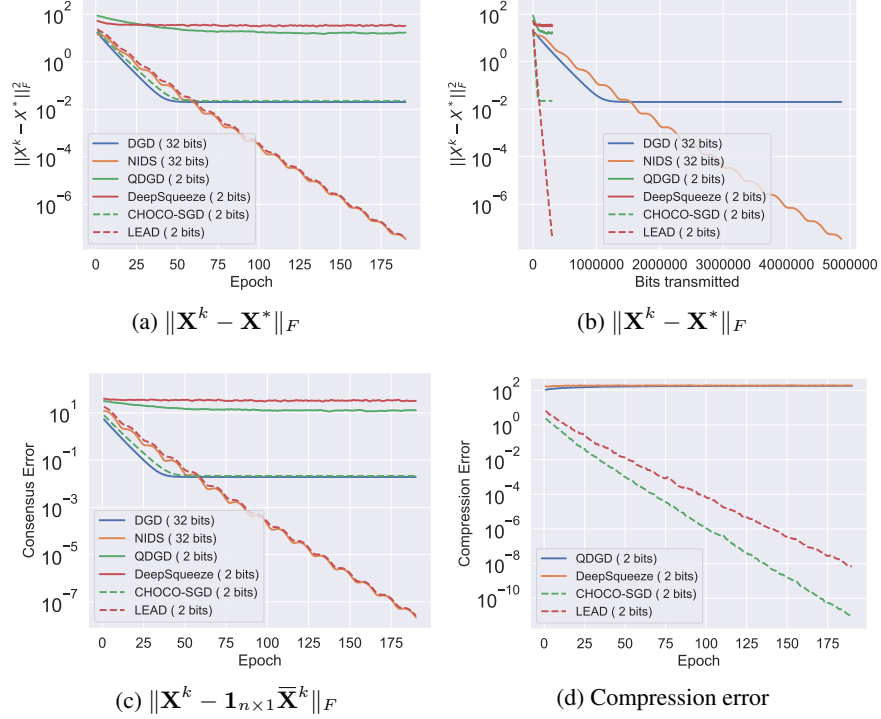 10^2
10^0
10^-2
10^-4
10^-6
||X^k − X^*||_F^2
DGD ( 32 bits)
NIDS ( 32 bits)
QDGD ( 2 bits)
DeepSqueeze ( 2 bits)
CHOCO-SGD ( 2 bits)
LEAD ( 2 bits)
0 25 50 75 100 125 150 175
Epoch
(a) ‖X^k − X^*‖_F
10^2
10^0
10^-2
10^-4
10^-6
||X^k − X^*||_F^2
DGD ( 32 bits)
NIDS ( 32 bits)
QDGD ( 2 bits)
DeepSqueeze ( 2 bits)
CHOCO-SGD ( 2 bits)
LEAD ( 2 bits)
0 1000000 2000000 3000000 4000000 5000000
Bits transmitted
(b) ‖X^k − X^*‖_F
10^1
10^-1
10^-3
10^-5
10^-7
Consensus Error
DGD ( 32 bits)
NIDS ( 32 bits)
QDGD ( 2 bits)
DeepSqueeze ( 2 bits)
CHOCO-SGD ( 2 bits)
LEAD ( 2 bits)
0 25 50 75 100 125 150 175
Epoch
(c) ‖X^k − 1_{n×1}X̅^k‖_F
10^2
10^0
10^-2
10^-4
10^-6
10^-8
10^-10
Compression Error
QDGD ( 2 bits)
DeepSqueeze ( 2 bits)
CHOCO-SGD ( 2 bits)
LEAD ( 2 bits)
0 25 50 75 100 125 150 175
Epoch
(d) Compression error